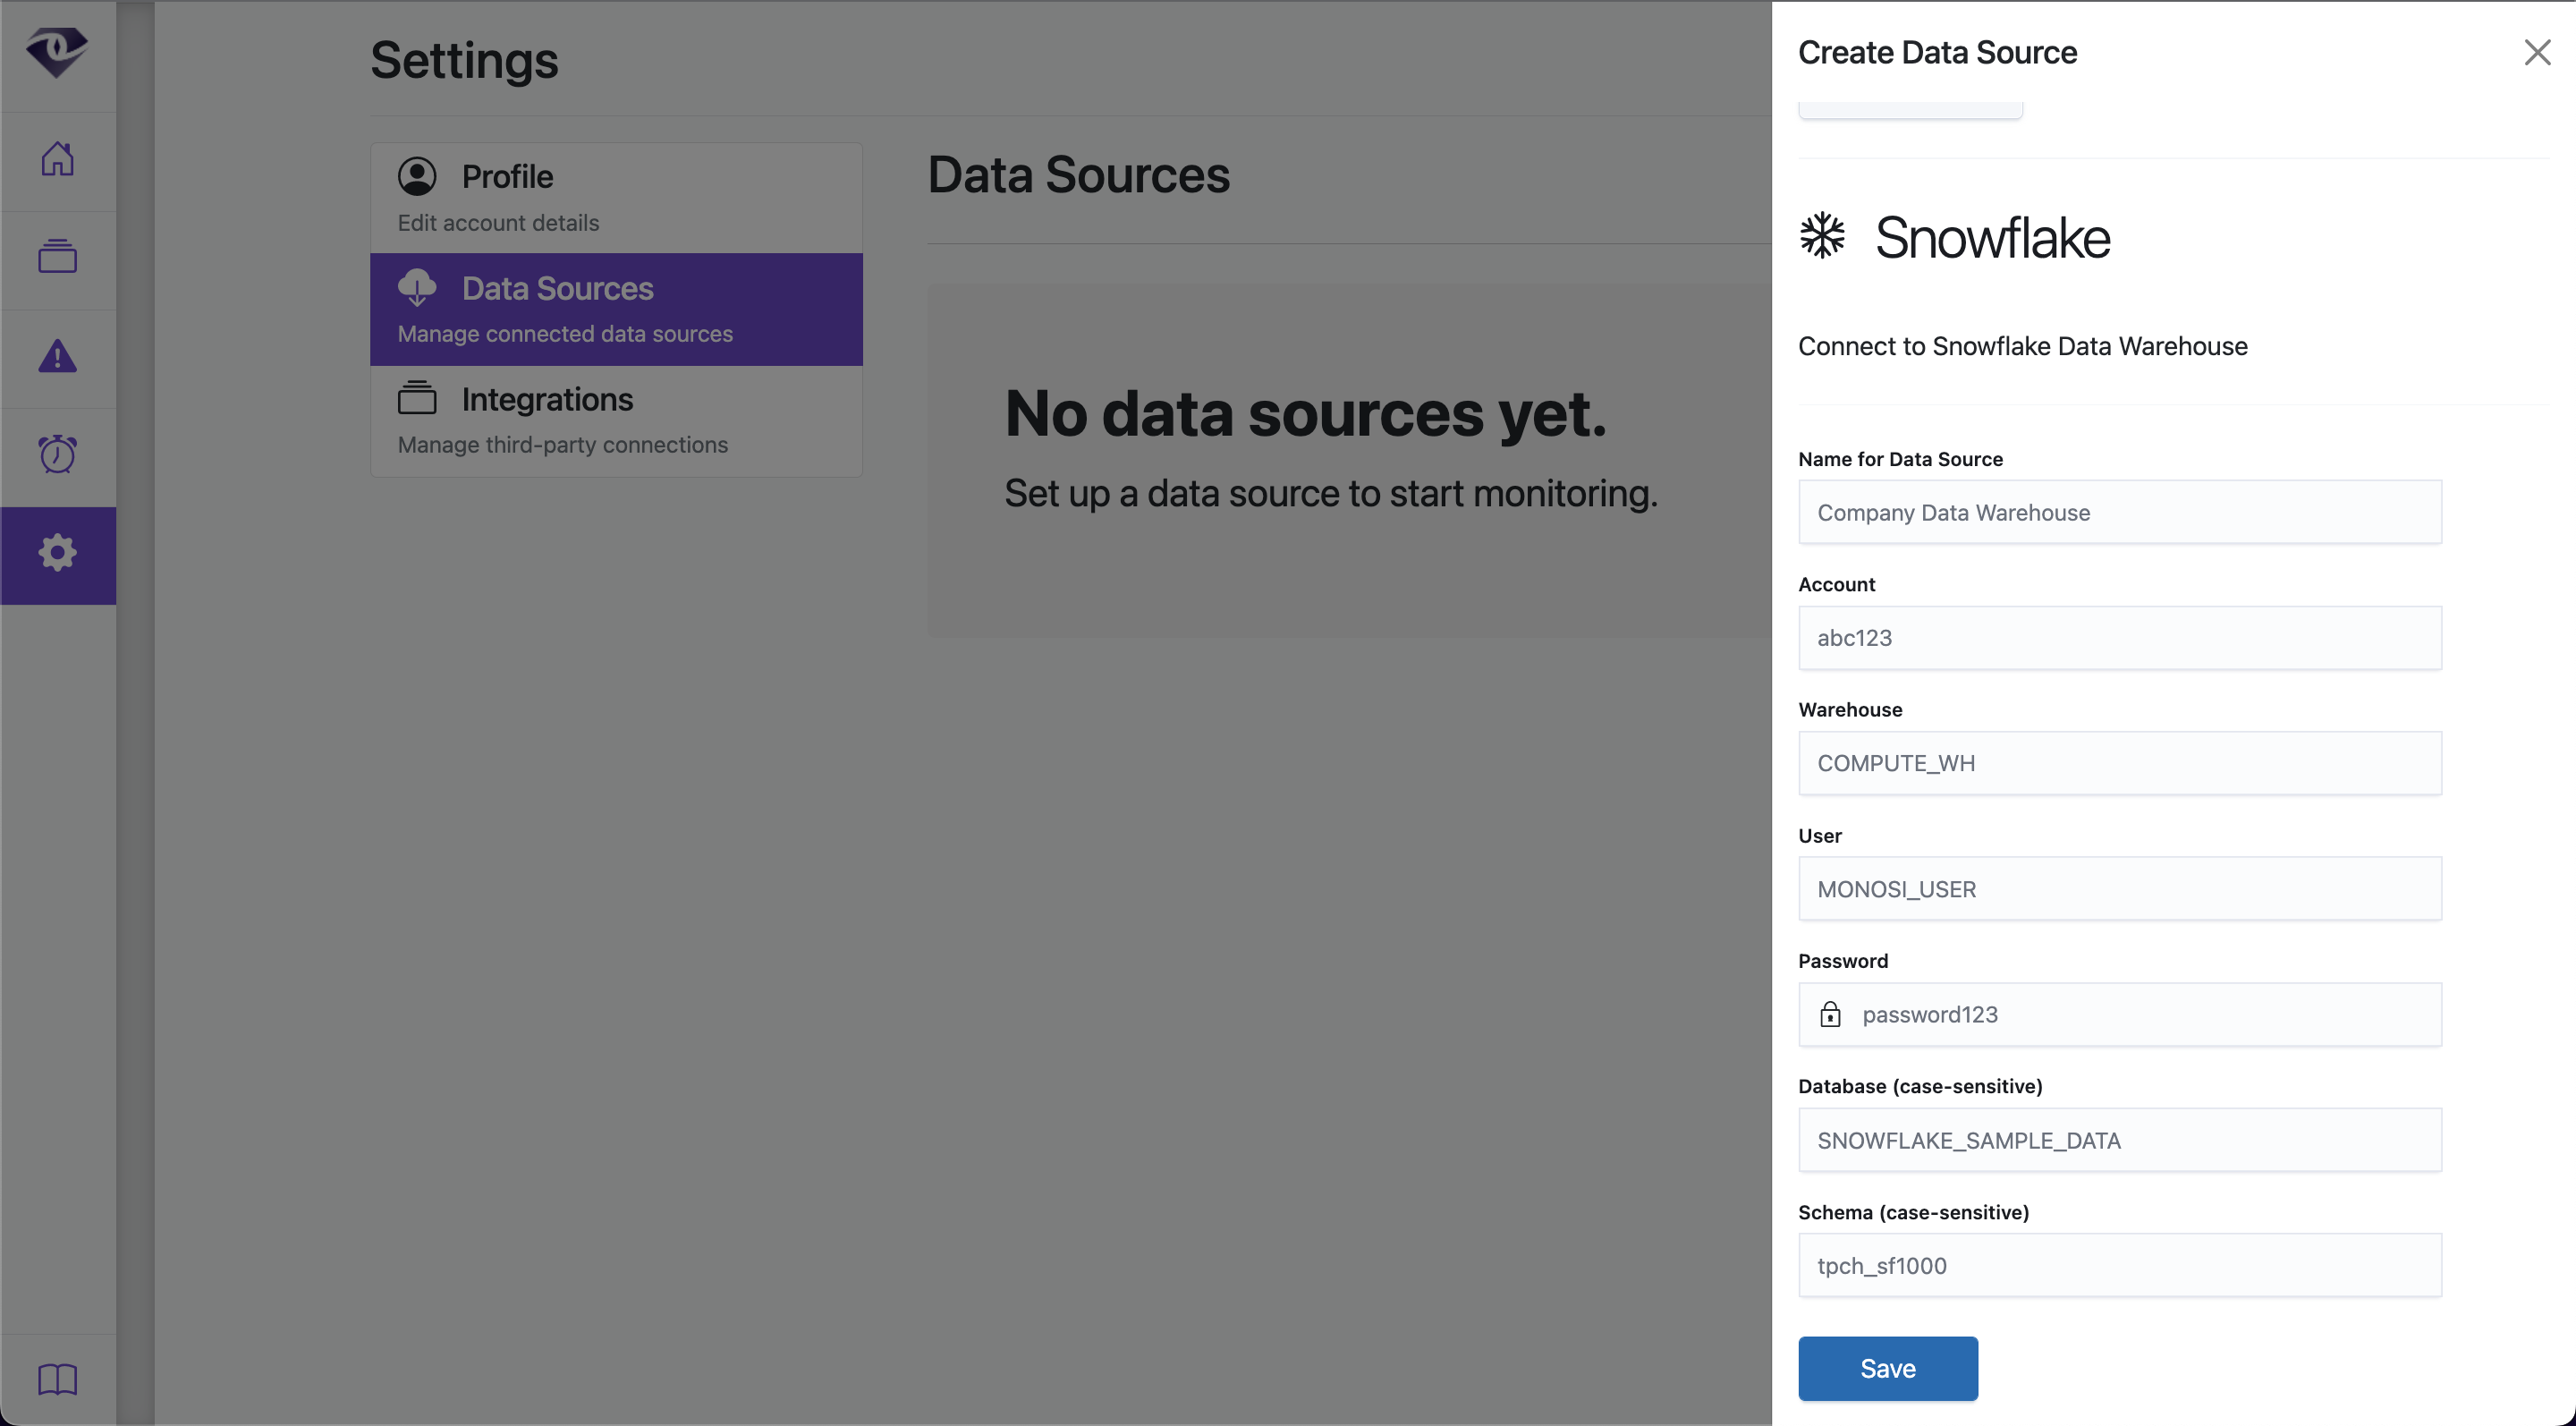 Settings
Profile
Edit account details
Data Sources
Manage connected data sources
Integrations
Manage third-party connections
Data Sources
No data sources yet.
Set up a data source to start monitoring.
Create Data Source
Snowflake
Connect to Snowflake Data Warehouse
Name for Data Source
Company Data Warehouse
Account
abc123
Warehouse
COMPUTE_WH
User
MONOSI_USER
Password
password123
Database (case-sensitive)
SNOWFLAKE_SAMPLE_DATA
Schema (case-sensitive)
tpch_sf1000
Save